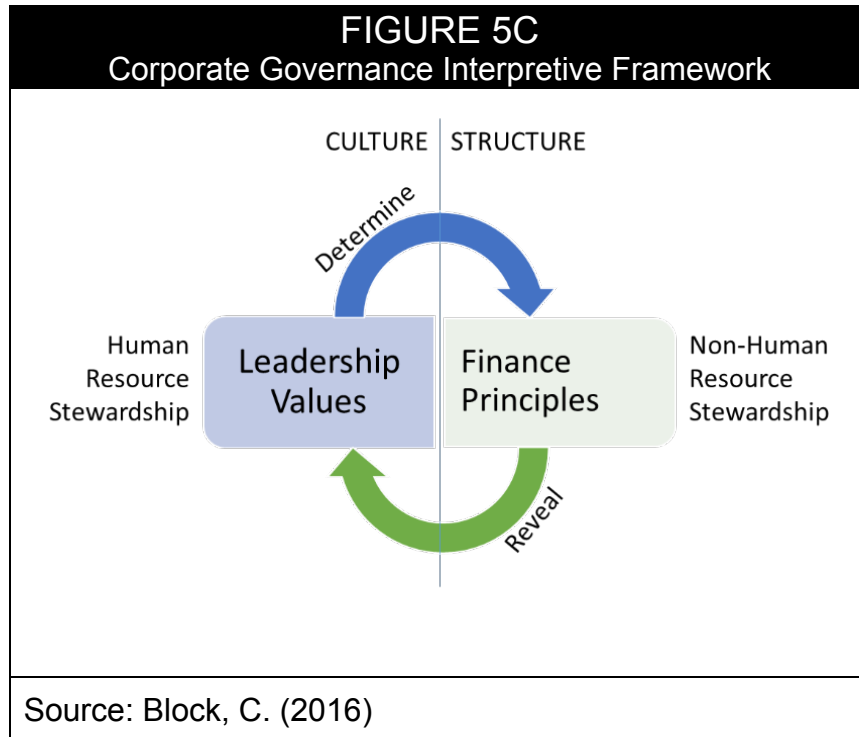 FIGURE 5C
Corporate Governance Interpretive Framework
CULTURE
STRUCTURE
Determine
Human
Resource
Stewardship
Leadership
Values
Finance
Principles
Non-Human
Resource
Stewardship
Reveal
Source: Block, C. (2016)